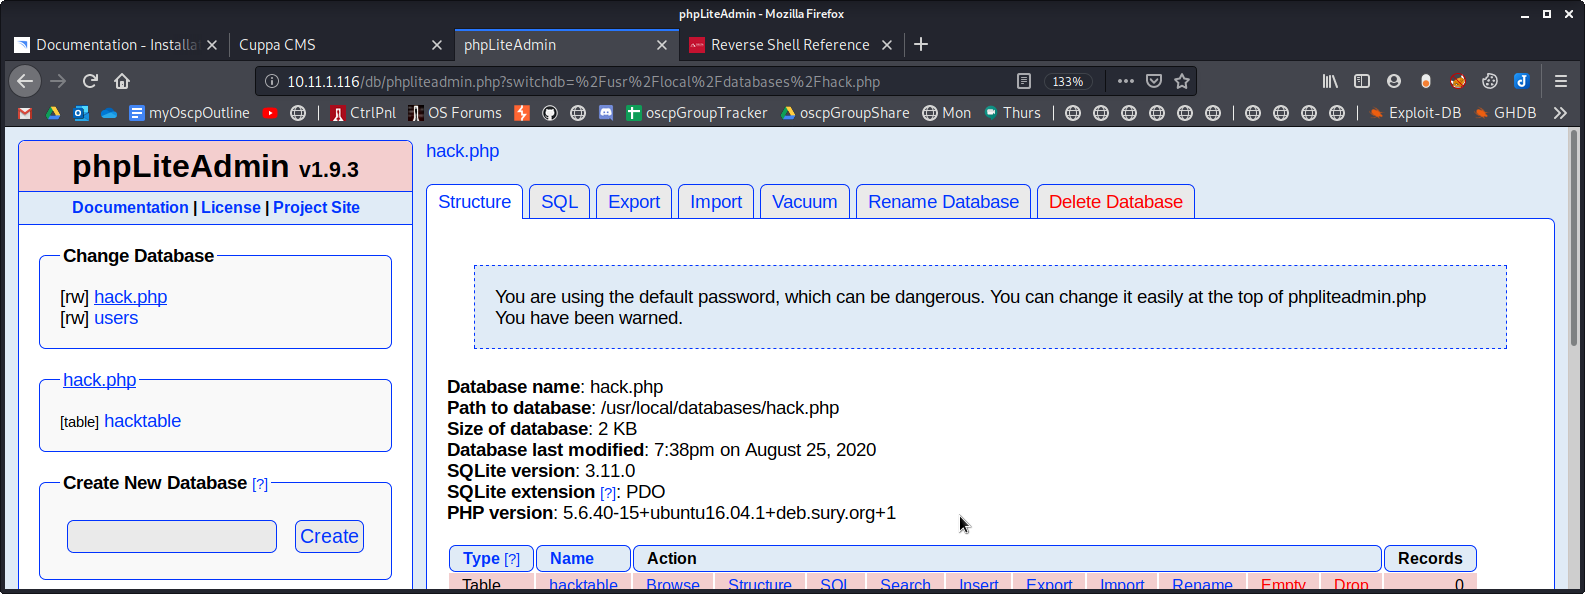 phpLiteAdmin - Mozilla Firefox
Documentation - Installa
Cuppa CMS
phpLiteAdmin
Reverse Shell Reference
10.11.1.116/db/phpliteadmin.php?switchdb=%2Fusr%2Flocal%2Fdatabases%2Fhack.php
133%
myOscpOutline
CtrlPnl
OS Forums
oscpGroupTracker
oscpGroupShare
Mon
Thurs
Exploit-DB
GHDB
phpLiteAdmin v1.9.3
Documentation | License | Project Site
Change Database
[rw] hack.php
[rw] users
hack.php
[table] hacktable
Create New Database [?]
Create
hack.php
Structure
SQL
Export
Import
Vacuum
Rename Database
Delete Database
You are using the default password, which can be dangerous. You can change it easily at the top of phpliteadmin.php
You have been warned.
Database name: hack.php
Path to database: /usr/local/databases/hack.php
Size of database: 2 KB
Database last modified: 7:38pm on August 25, 2020
SQLite version: 3.11.0
SQLite extension [?]: PDO
PHP version: 5.6.40-15+ubuntu16.04.1+deb.sury.org+1
Type [?] Name Action Records
Table hacktable Browse Structure SQL Search Insert Export Import Rename Empty Drop 0